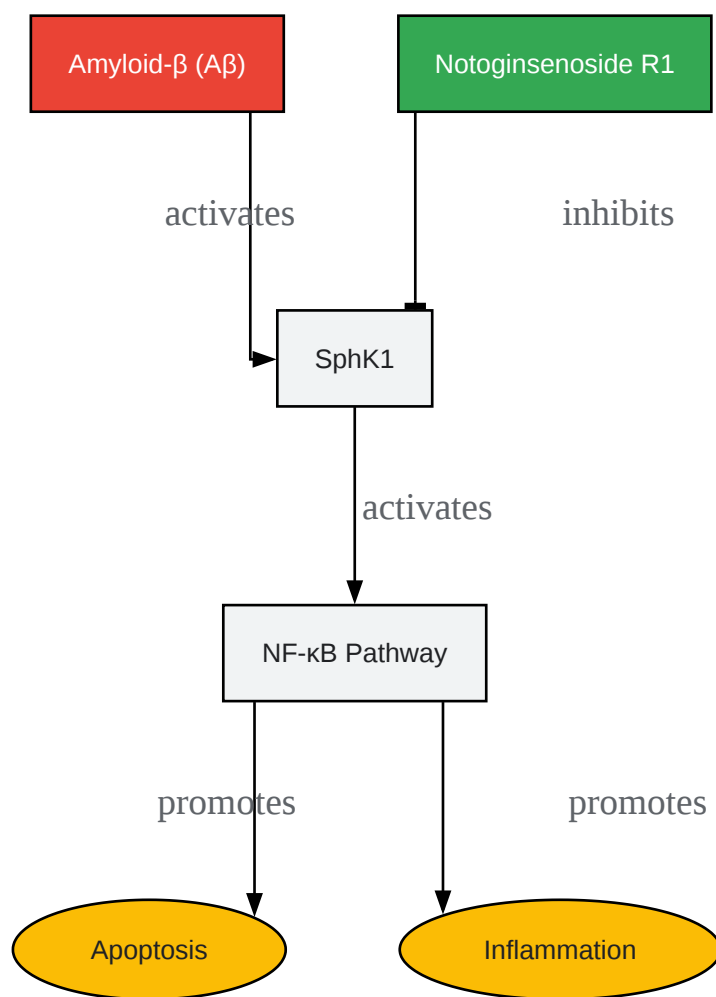 Amyloid-β (Aβ)
Notoginsenoside R1
activates
inhibits
SphK1
activates
NF-κB Pathway
promotes
promotes
Apoptosis
Inflammation